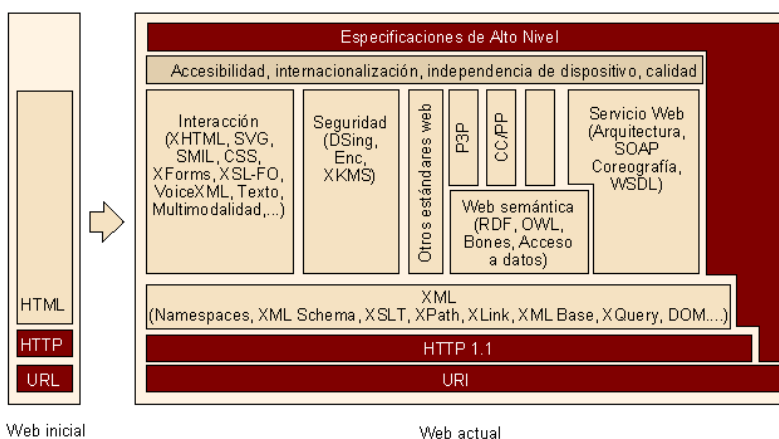 Especificaciones de Alto Nivel
Accesibilidad, internacionalización, independencia de dispositivo, calidad
Interacción
(XHTML, SVG,
SMIL, CSS,
XForms, XSL-FO,
VoiceXML, Texto,
Multimodalidad,...)
Seguridad
(DSing,
Enc,
XKMS)
Otros estándares web
P3P
CC/PP
Servicio Web
(Arquitectura,
SOAP
Coreografía,
WSDL)
Web semántica
(RDF, OWL,
Bones, Acceso
a datos)
HTML
XML
(Namespaces, XML Schema, XSLT, XPath, XLink, XML Base, XQuery, DOM....)
HTTP
HTTP 1.1
URL
URI
Web inicial
Web actual